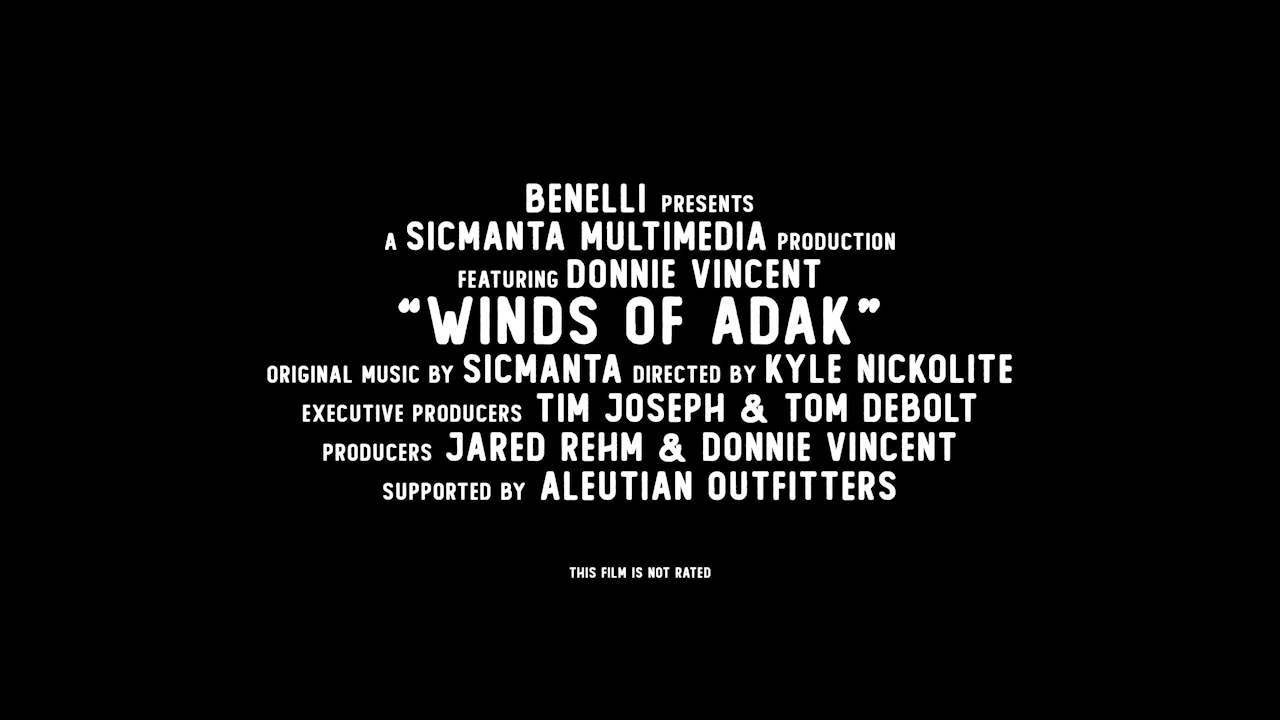 BENELLI PRESENTS
A SICMANTA MULTIMEDIA PRODUCTION
FEATURING DONNIE VINCENT
“WINDS OF ADAK”
ORIGINAL MUSIC BY SICMANTA DIRECTED BY KYLE NICKOLITE
EXECUTIVE PRODUCERS TIM JOSEPH & TOM DEBOLT
PRODUCERS JARED REHM & DONNIE VINCENT
SUPPORTED BY ALEUTIAN OUTFITTERS
THIS FILM IS NOT RATED